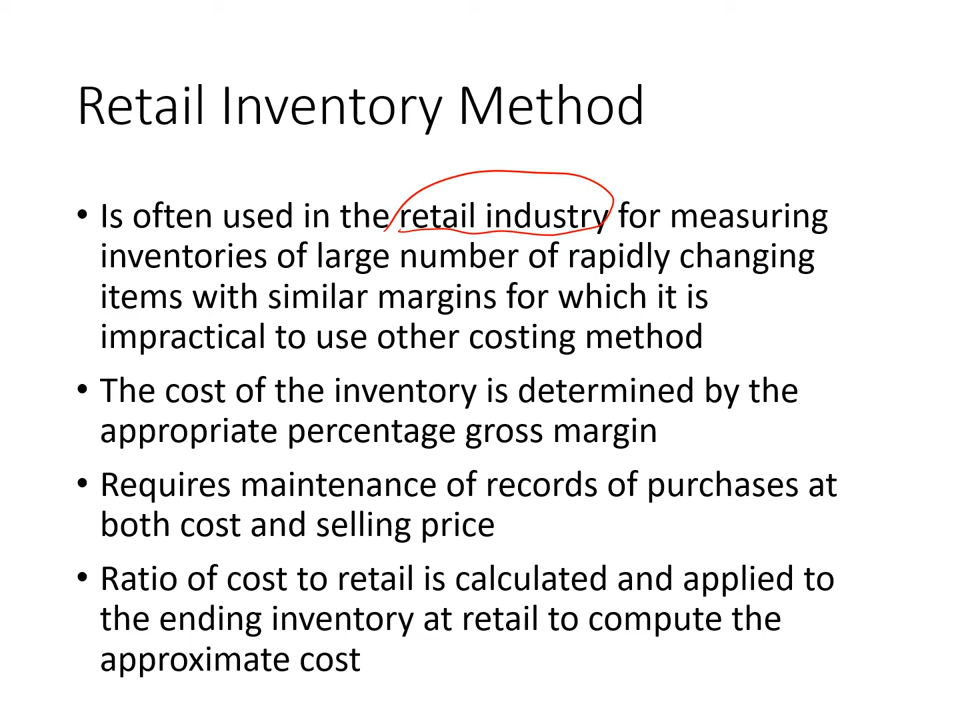 Retail Inventory Method
• Is often used in the retail industry for measuring
inventories of large number of rapidly changing
items with similar margins for which it is
impractical to use other costing method
• The cost of the inventory is determined by the
appropriate percentage gross margin
• Requires maintenance of records of purchases at
both cost and selling price
• Ratio of cost to retail is calculated and applied to
the ending inventory at retail to compute the
approximate cost